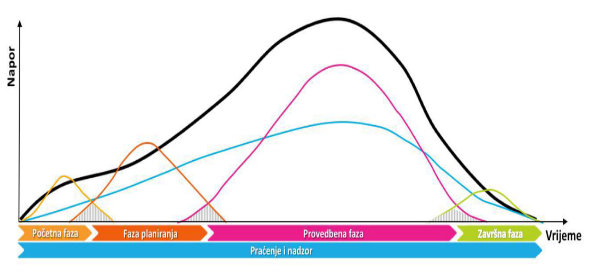 Napor
Početna faza
Faza planiranja
Provedbena faza
Završna faza
Vrijeme
Praćenje i nadzor